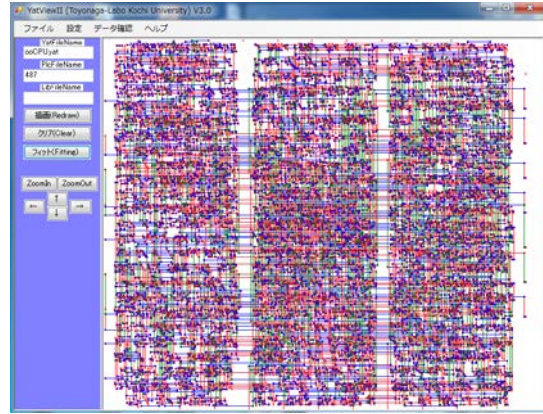 YatViewII (Toyonaga-Labo Kochi University) V3.0
ファイル 設定 データ確認 ヘルプ
YatFileName
ooCPU.yat
PlcFileName
487
LibFileName
描画(Redraw)
クリア(Clear)
フィット(Fitting)
ZoomIn ZoomOut
↑
← →
↓